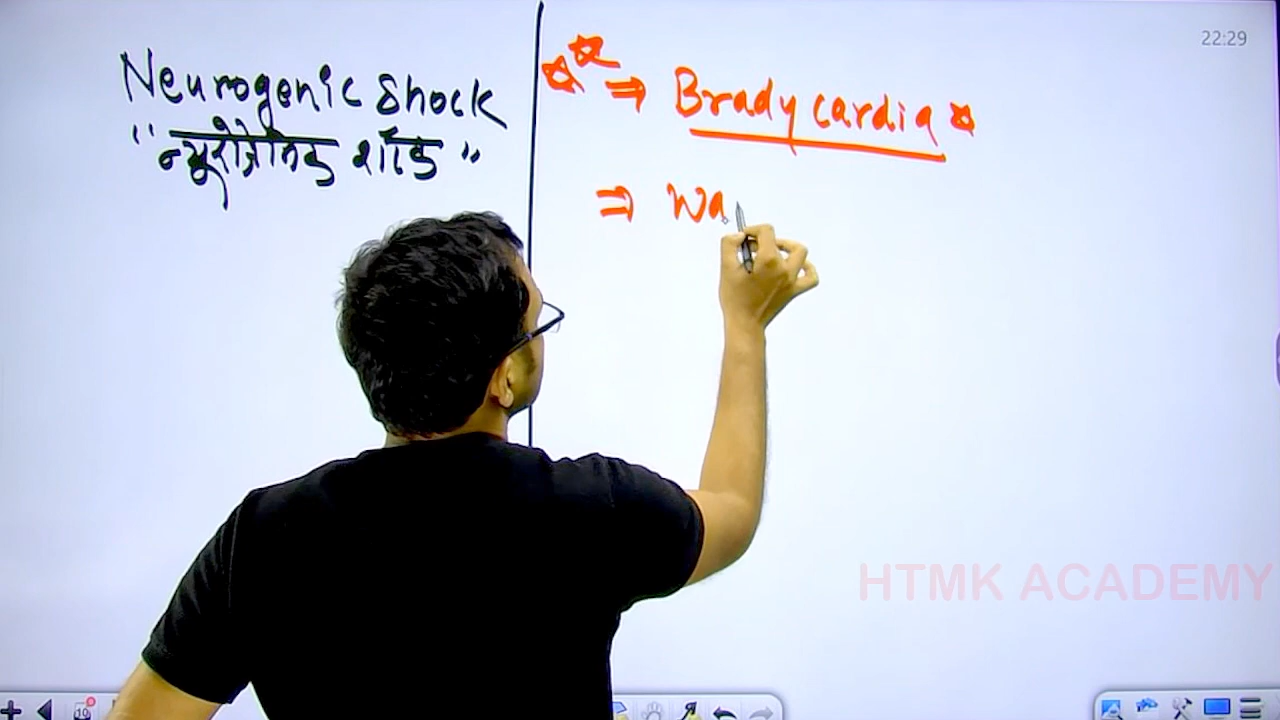 22:29
Neurogenic Shock
"न्यूरोजेनिक शॉक"
⇒ Bradycardia
⇒ Wa
HTMK ACADEMY